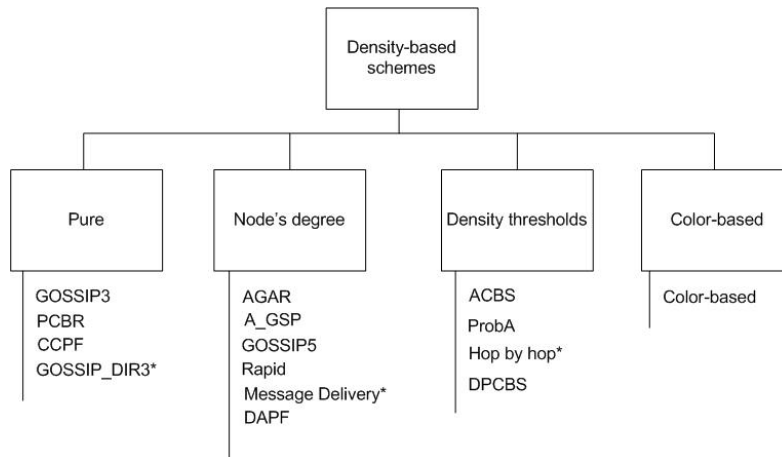 Density-based
schemes
Pure
Node's degree
Density thresholds
Color-based
GOSSIP3
PCBR
CCPF
GOSSIP_DIR3*
AGAR
A_GSP
GOSSIP5
Rapid
Message Delivery*
DAPF
ACBS
ProbA
Hop by hop*
DPCBS
Color-based